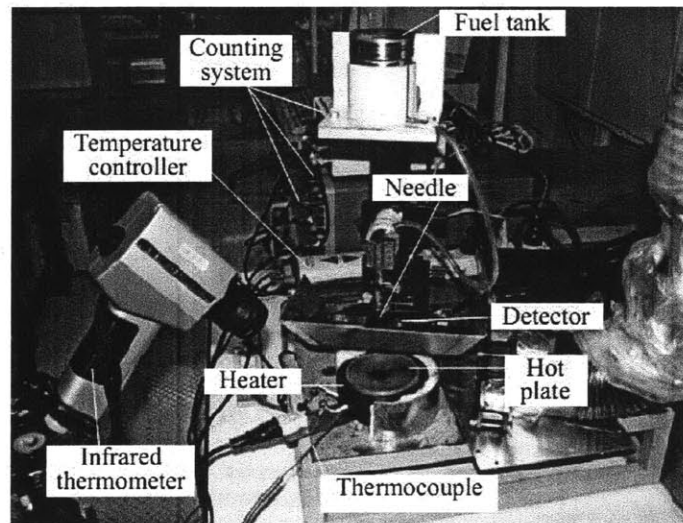 Fuel tank
Counting
system
Temperature
controller
Needle
Detector
Heater
Hot
plate
Infrared
thermometer
Thermocouple